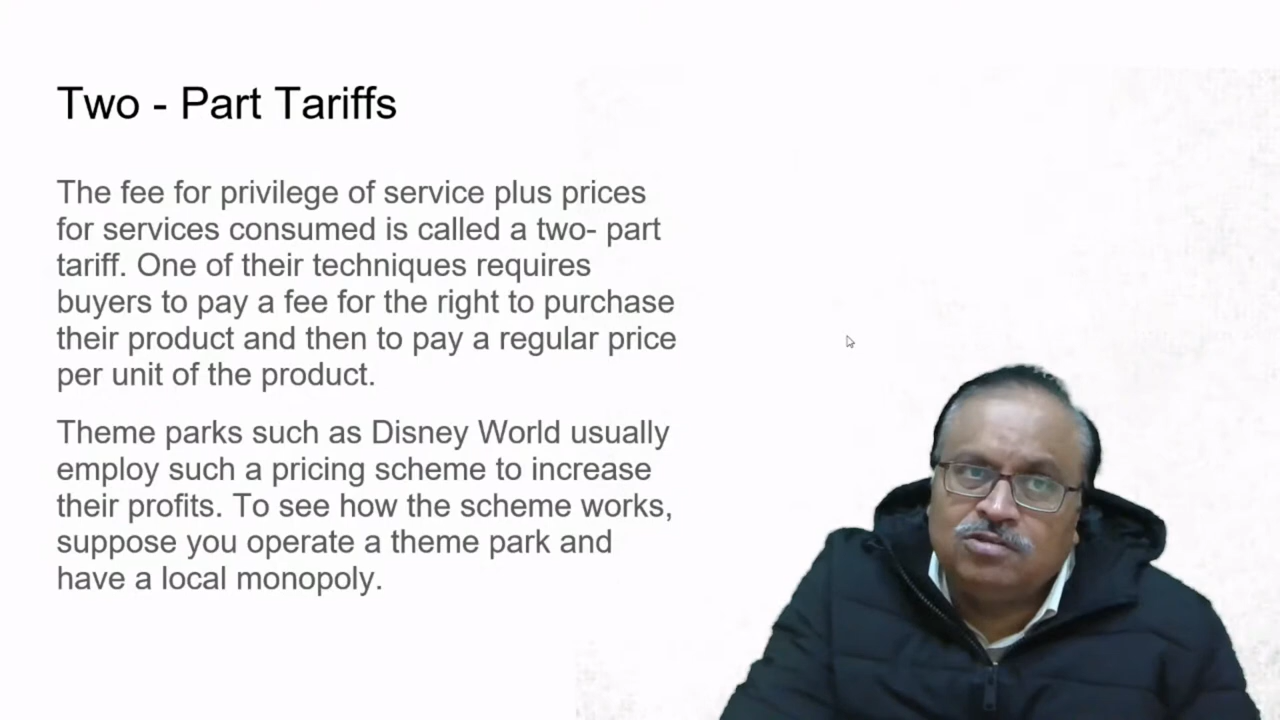 Two - Part Tariffs
The fee for privilege of service plus prices
for services consumed is called a two- part
tariff. One of their techniques requires
buyers to pay a fee for the right to purchase
their product and then to pay a regular price
per unit of the product.
Theme parks such as Disney World usually
employ such a pricing scheme to increase
their profits. To see how the scheme works,
suppose you operate a theme park and
have a local monopoly.